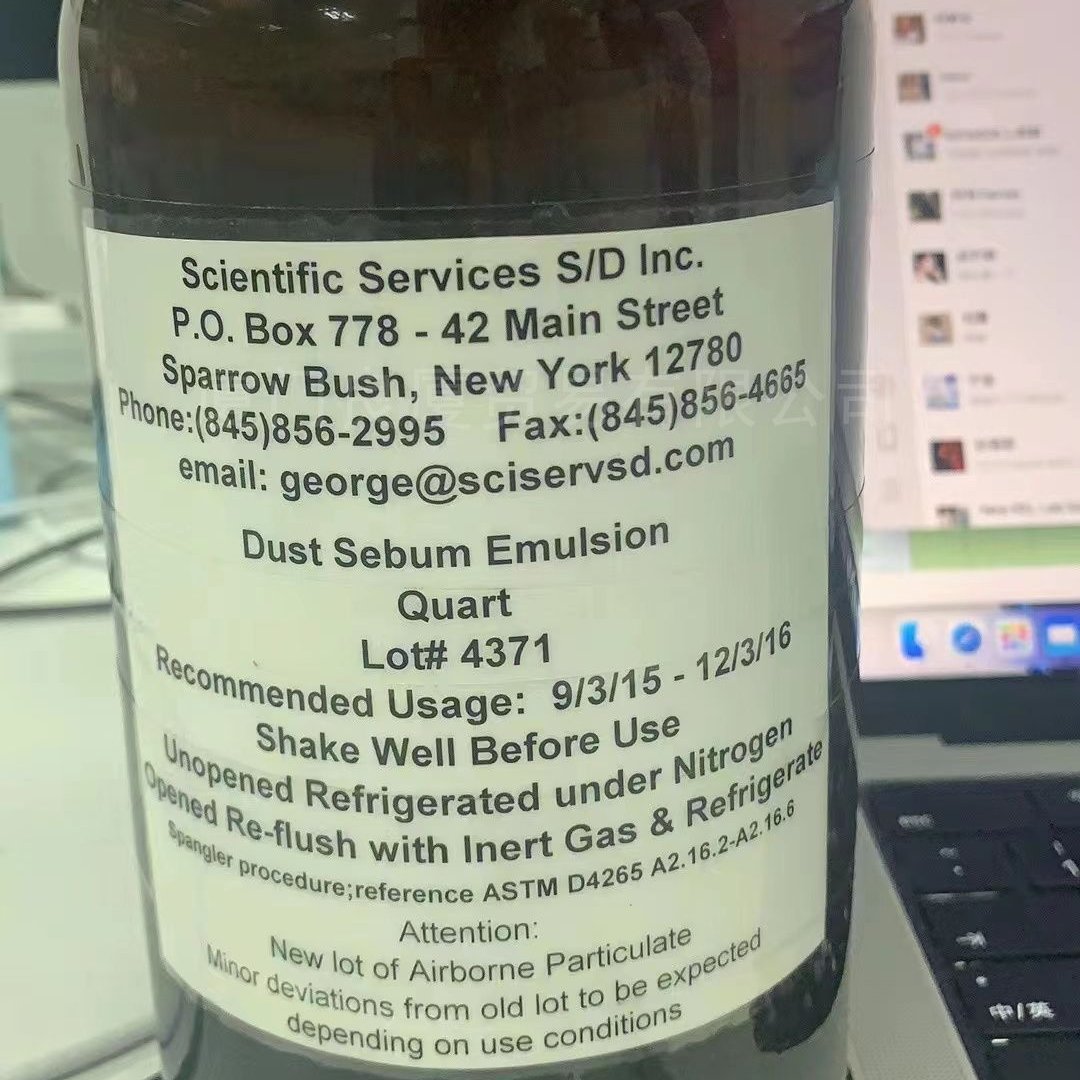 Scientific Services S/D Inc.
P.O. Box 778 - 42 Main Street
Sparrow Bush, New York 12780
Phone:(845)856-2995 Fax:(845)856-4665
email: george@sciservsd.com
Dust Sebum Emulsion
Quart
Lot# 4371
Recommended Usage: 9/3/15 - 12/3/16
Shake Well Before Use
Unopened Refrigerated under Nitrogen
Opened Re-flush with Inert Gas & Refrigerate
Spangler procedure;reference ASTM D4265 A2.16.2-A2.16.6
Attention:
New lot of Airborne Particulate
Minor deviations from old lot to be expected
depending on use conditions
esc
中/英